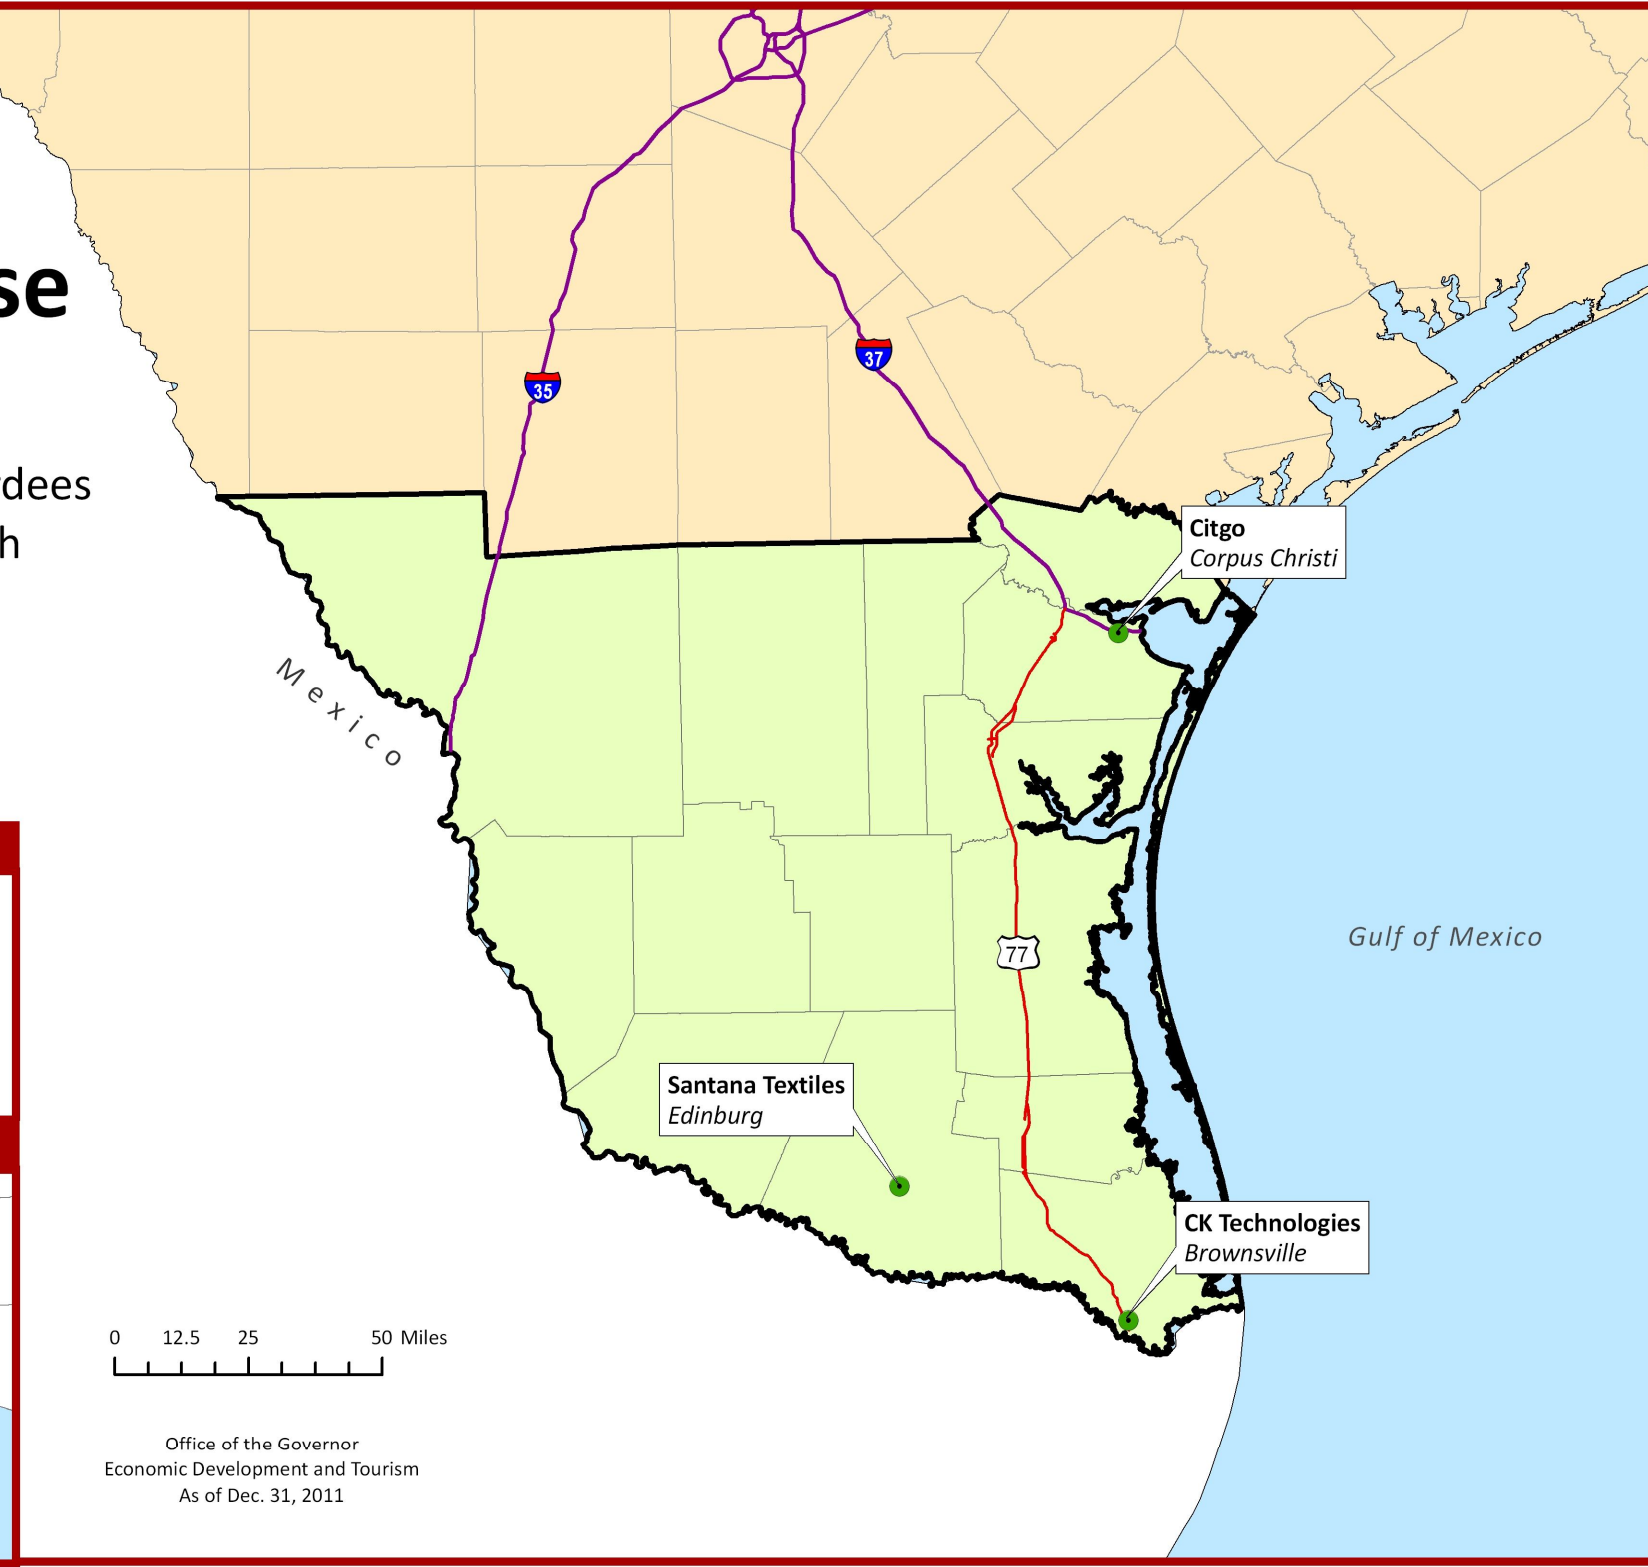 se
dees
h
35
37
Citgo
Corpus Christi
Mexico
77
Gulf of Mexico
Santana Textiles
Edinburg
CK Technologies
Brownsville
0 12.5 25 50 Miles
Office of the Governor
Economic Development and Tourism
As of Dec. 31, 2011